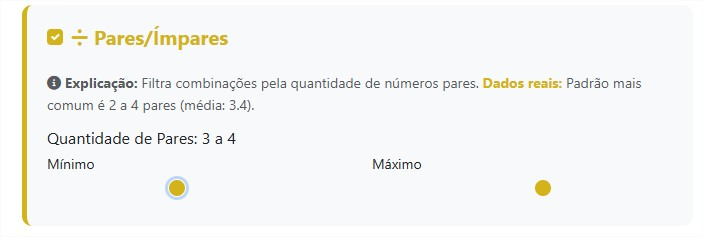 ÷ Pares/Ímpares
Explicação: Filtra combinações pela quantidade de números pares. Dados reais: Padrão mais
comum é 2 a 4 pares (média: 3.4).
Quantidade de Pares: 3 a 4
Mínimo
Máximo